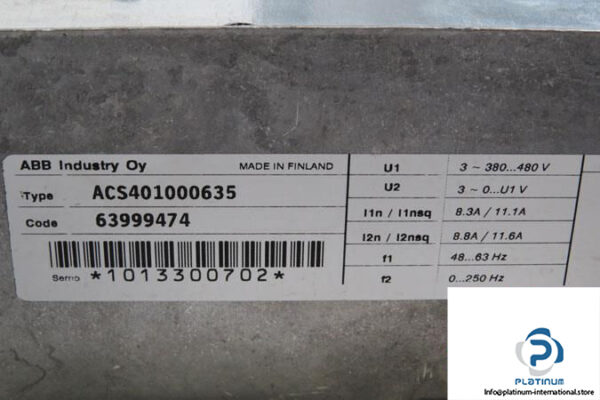 ABB Industry Oy
MADE IN FINLAND
Type ACS401000635
Code 63999474
Serno *1013300702*
U1 3 ~ 380...480 V
U2 3 ~ 0...U1 V
I1n / I1nsq 8.3A / 11.1A
I2n / I2nsq 8.8A / 11.6A
f1 48...63 Hz
f2 0...250 Hz
PLATINUM
info@platinum-international.store